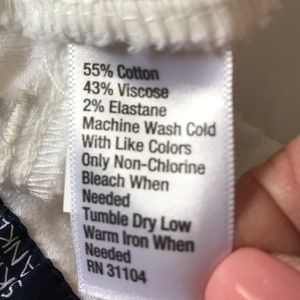 55% Cotton
43% Viscose
2% Elastane
Machine Wash Cold
With Like Colors
Only Non-Chlorine
Bleach When
Needed
Tumble Dry Low
Warm Iron When
Needed
RN 31104